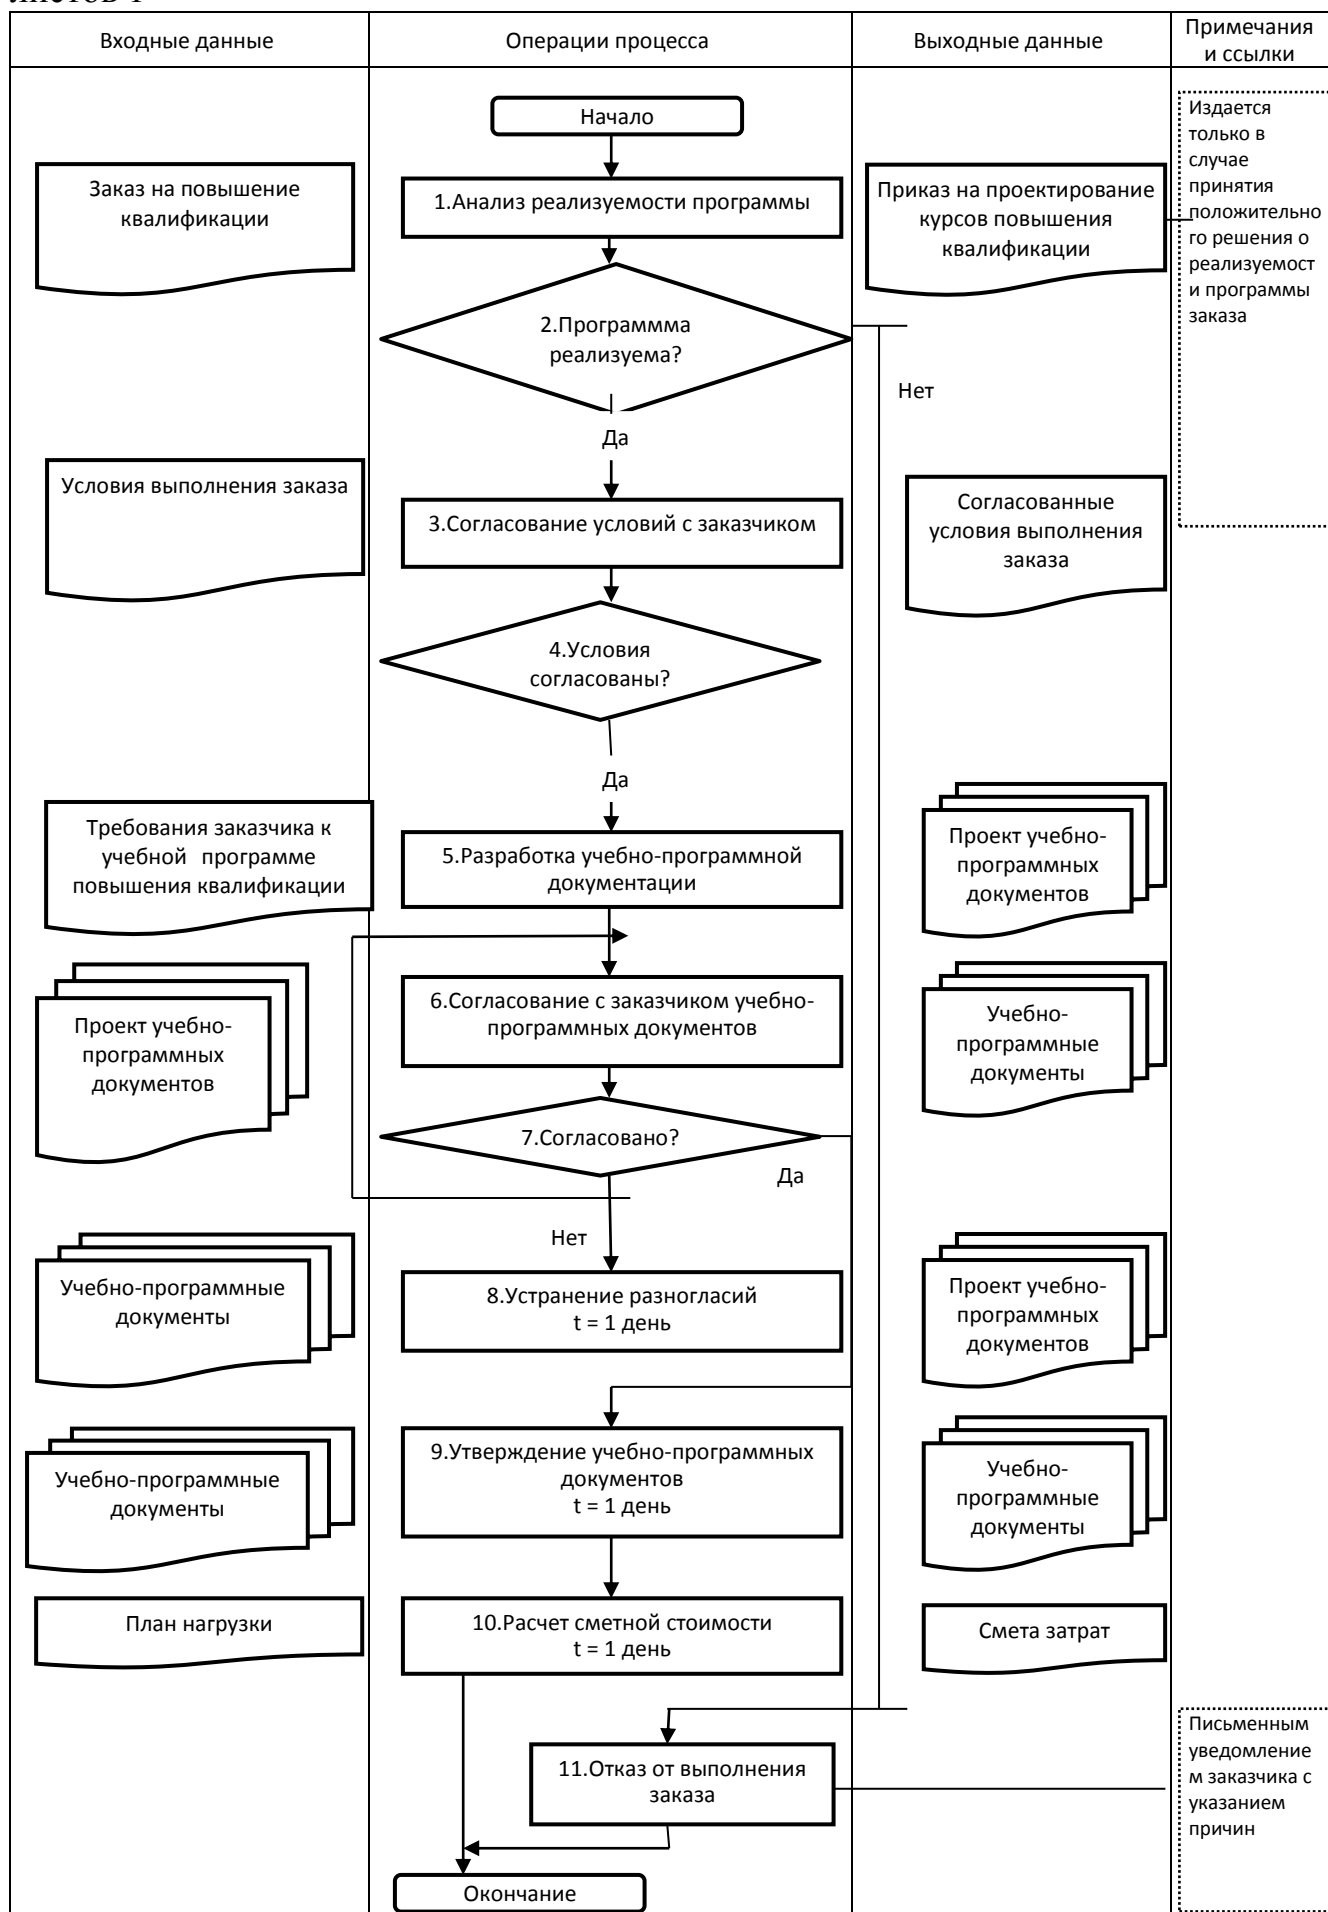 листов 1
Входные данные
Операции процесса
Выходные данные
Примечания
и ссылки
Начало
Издается
только в
случае
принятия
положительно
го решения о
реализуемост
и программы
заказа
Заказ на повышение
квалификации
1.Анализ реализуемости программы
Приказ на проектирование
курсов повышения
квалификации
2.Программма
реализуема?
Нет
Да
Условия выполнения заказа
3.Согласование условий с заказчиком
Согласованные
условия выполнения
заказа
4.Условия
согласованы?
Да
Требования заказчика к
учебной программе
повышения квалификации
5.Разработка учебно-программной
документации
Проект учебно-
программных
документов
Проект учебно-
программных
документов
6.Согласование с заказчиком учебно-
программных документов
Учебно-
программные
документы
7.Согласовано?
Да
Нет
Учебно-программные
документы
8.Устранение разногласий
t = 1 день
Проект учебно-
программных
документов
Учебно-программные
документы
9.Утверждение учебно-программных
документов
t = 1 день
Учебно-
программные
документы
План нагрузки
10.Расчет сметной стоимости
t = 1 день
Смета затрат
11.Отказ от выполнения
заказа
Письменным
уведомление
м заказчика с
указанием
причин
Окончание